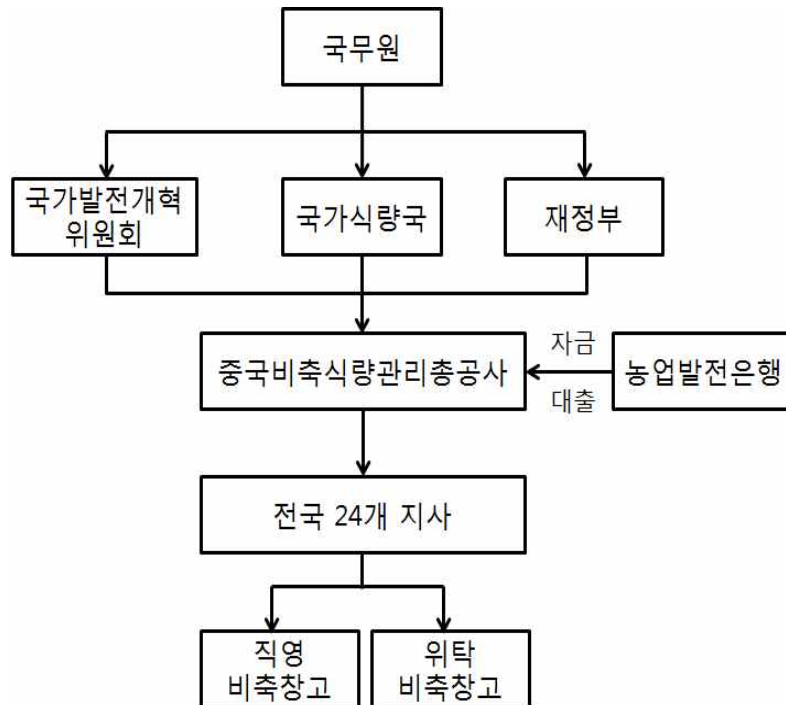 국무원
국가발전개혁
위원회
국가식량국
재정부
중국비축식량관리총공사
자금
대출
농업발전은행
전국 24개 지사
직영
비축창고
위탁
비축창고